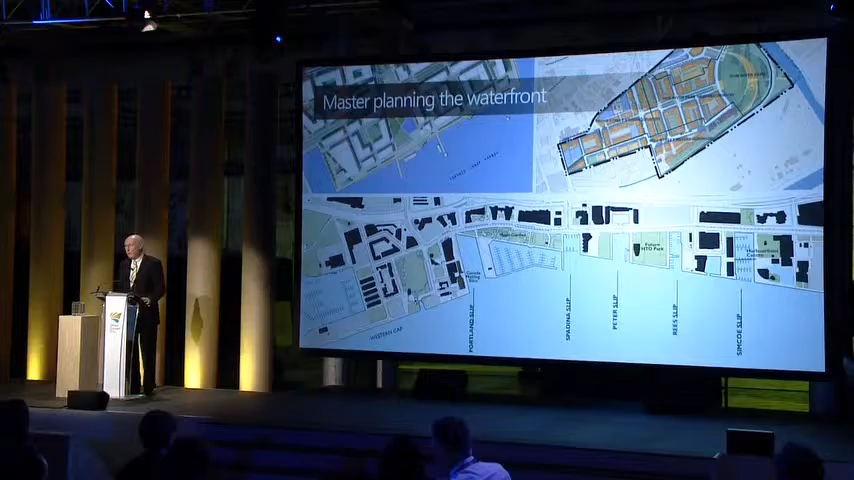 Master planning the waterfront
Future
HTO Park
WESTERN GAP
PORTLAND SLIP
SPADINA SLIP
PETER SLIP
REES SLIP
SIMCOE SLIP